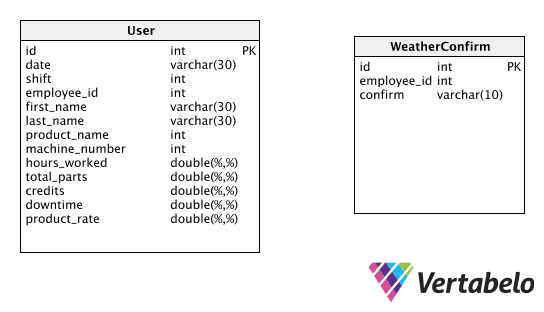 User
id int PK
date varchar(30)
shift int
employee_id int
first_name varchar(30)
last_name varchar(30)
product_name int
machine_number int
hours_worked double(%,%)
total_parts double(%,%)
credits double(%,%)
downtime double(%,%)
product_rate double(%,%)
WeatherConfirm
id int PK
employee_id int
confirm varchar(10)
Vertabelo